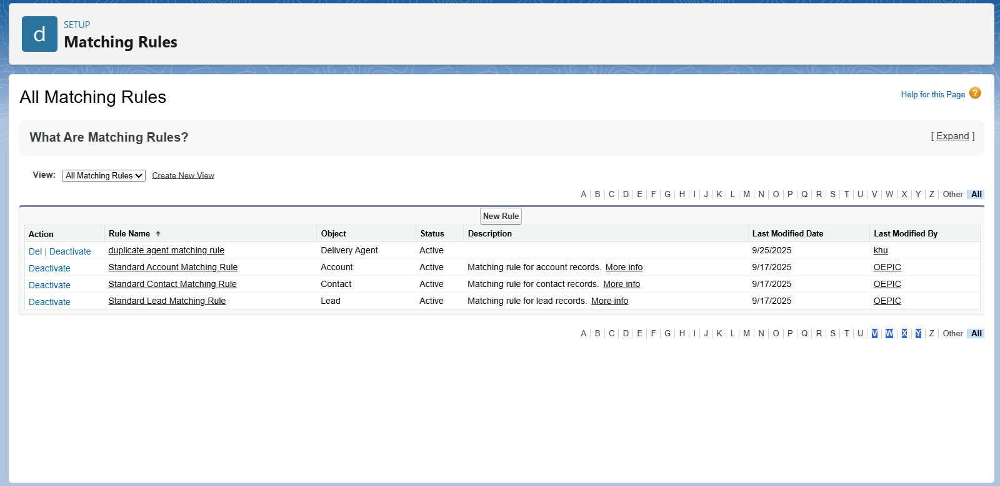 d
SETUP
Matching Rules
All Matching Rules
Help for this Page ?
What Are Matching Rules?
[ Expand ]
View: All Matching Rules Create New View
A | B | C | D | E | F | G | H | I | J | K | L | M | N | O | P | Q | R | S | T | U | V | W | X | Y | Z | Other | All
New Rule
Action Rule Name ↑ Object Status Description Last Modified Date Last Modified By
Del | Deactivate duplicate agent matching rule Delivery Agent Active 9/25/2025 khu
Deactivate Standard Account Matching Rule Account Active Matching rule for account records. More info 9/17/2025 OEPIC
Deactivate Standard Contact Matching Rule Contact Active Matching rule for contact records. More info 9/17/2025 OEPIC
Deactivate Standard Lead Matching Rule Lead Active Matching rule for lead records. More info 9/17/2025 OEPIC
A | B | C | D | E | F | G | H | I | J | K | L | M | N | O | P | Q | R | S | T | U | V | W | X | Y | Z | Other | All